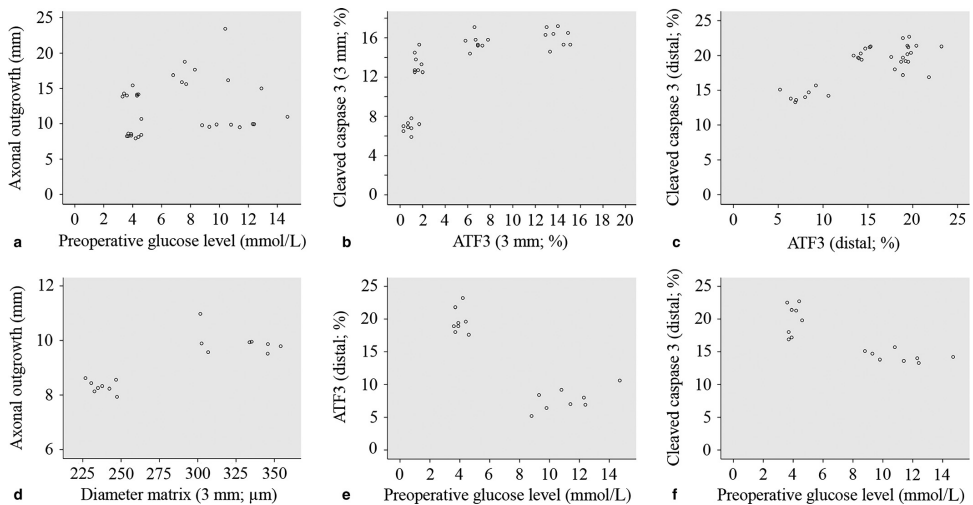 Axonal outgrowth (mm)
25
20
15
10
5
0
0 2 4 6 8 10 12 14
a Preoperative glucose level (mmol/L)
Cleaved caspase 3 (3 mm; %)
16
12
8
4
0
0 2 4 6 8 10 12 14 16 18 20
b ATF3 (3 mm; %)
Cleaved caspase 3 (distal; %)
25
20
15
10
5
0
0 5 10 15 20 25
c ATF3 (distal; %)
Axonal outgrowth (mm)
12
10
8
6
225 250 275 300 325 350
d Diameter matrix (3 mm; µm)
ATF3 (distal; %)
25
20
15
10
5
0
0 2 4 6 8 10 12 14
e Preoperative glucose level (mmol/L)
Cleaved caspase 3 (distal; %)
25
20
15
10
5
0
0 2 4 6 8 10 12 14
f Preoperative glucose level (mmol/L)